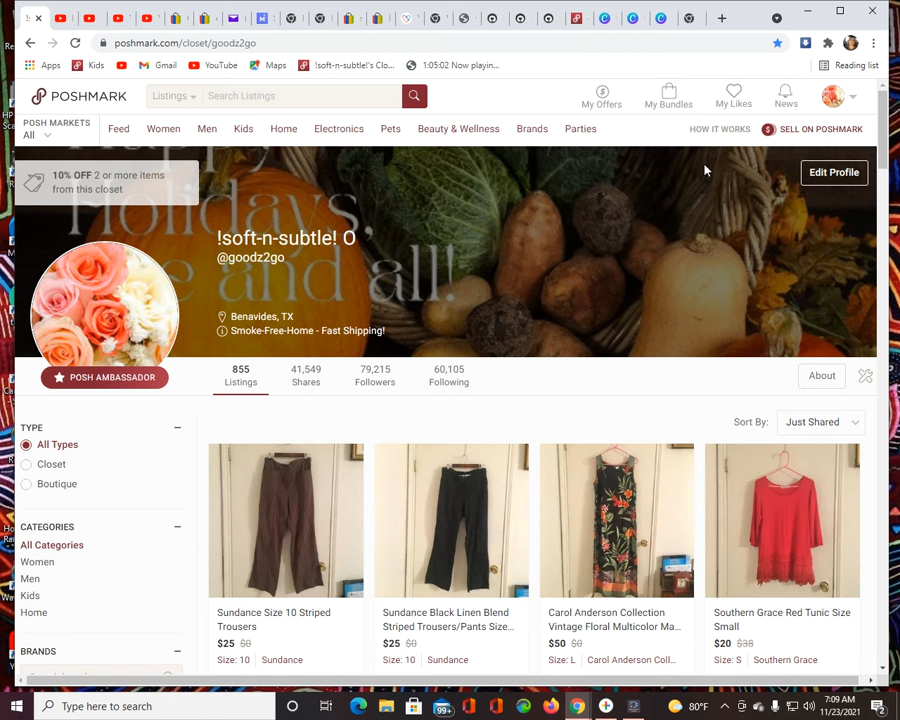 poshmark.com/closet/goodz2go
Apps
Kids
Gmail
YouTube
Maps
!soft-n-subtle!'s Clo...
1:05:02 Now playin...
Reading list
POSHMARK
Listings
Search Listings
My Offers
My Bundles
My Likes
News
POSH MARKETS
All
Feed
Women
Men
Kids
Home
Electronics
Pets
Beauty & Wellness
Brands
Parties
HOW IT WORKS
$ SELL ON POSHMARK
Happy
Holidays,
and all!
10% OFF 2 or more items
from this closet
Edit Profile
!soft-n-subtle! O
@goodz2go
Benavides, TX
Smoke-Free-Home - Fast Shipping!
POSH AMBASSADOR
855
Listings
41,549
Shares
79,215
Followers
60,105
Following
About
Sort By:
Just Shared
TYPE
All Types
Closet
Boutique
CATEGORIES
All Categories
Women
Men
Kids
Home
BRANDS
Sundance Size 10 Striped
Trousers
$25 $0
Size: 10 | Sundance
Sundance Black Linen Blend
Striped Trousers/Pants Size...
$25 $0
Size: 10 | Sundance
Carol Anderson Collection
Vintage Floral Multicolor Ma...
$50 $0
Size: L | Carol Anderson Coll...
Southern Grace Red Tunic Size
Small
$20 $38
Size: S | Southern Grace
Type here to search
99+
80°F
7:09 AM
11/23/2021
2